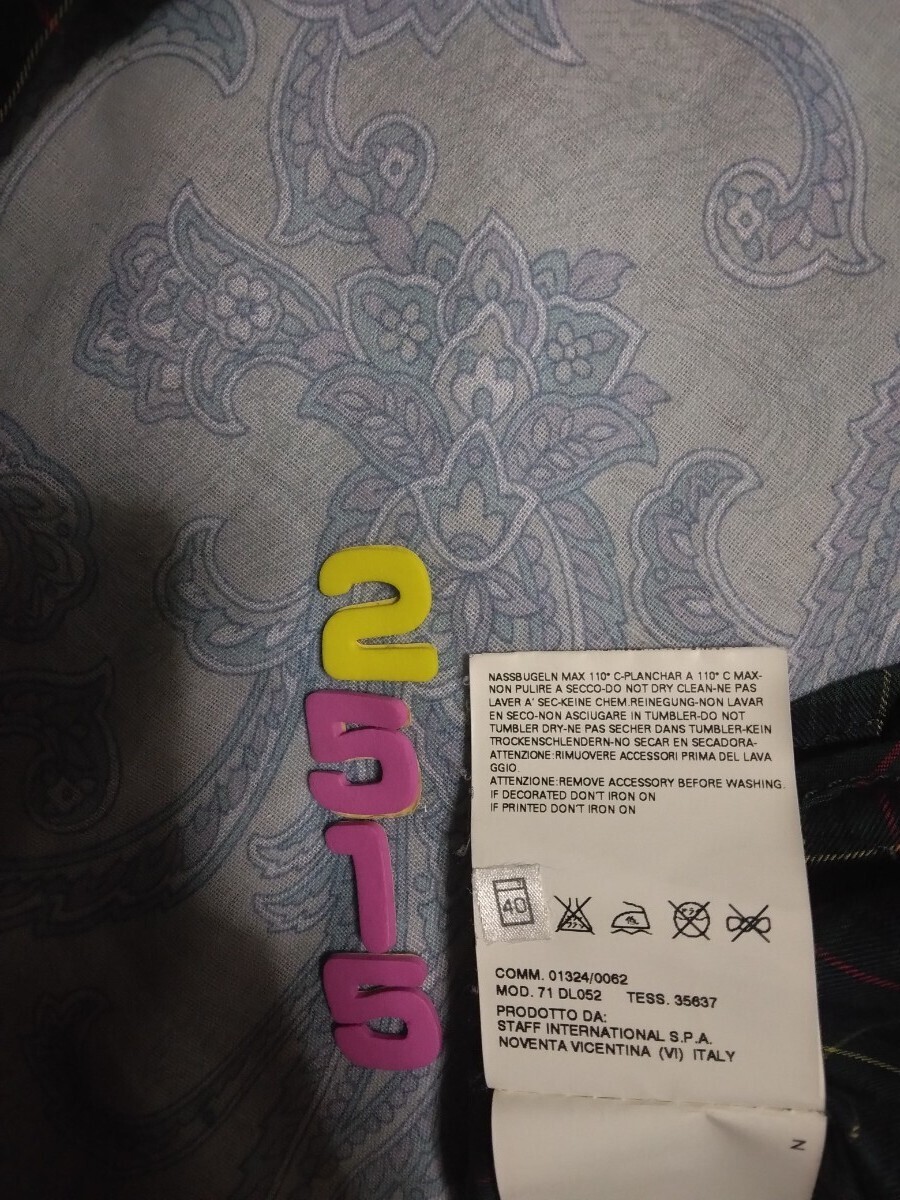 2
5
1
5
NASSBUGELN MAX 110° C-PLANCHAR A 110° C MAX-
NON PULIRE A SECCO-DO NOT DRY CLEAN-NE PAS
LAVER A' SEC-KEINE CHEM.REINEGUNG-NON LAVAR
EN SECO-NON ASCIUGARE IN TUMBLER-DO NOT
TUMBLER DRY-NE PAS SECHER DANS TUMBLER-KEIN
TROCKENSCHLENDERN-NO SECAR EN SECADORA-
ATTENZIONE:RIMUOVERE ACCESSORI PRIMA DEL LAVA
GGIO
ATTENZIONE:REMOVE ACCESSORY BEFORE WASHING.
IF DECORATED DON'T IRON ON
IF PRINTED DON'T IRON ON
40
COMM. 01324/0062
MOD. 71 DL052 TESS. 35637
PRODOTTO DA:
STAFF INTERNATIONAL S.P.A.
NOVENTA VICENTINA (VI) ITALY
N